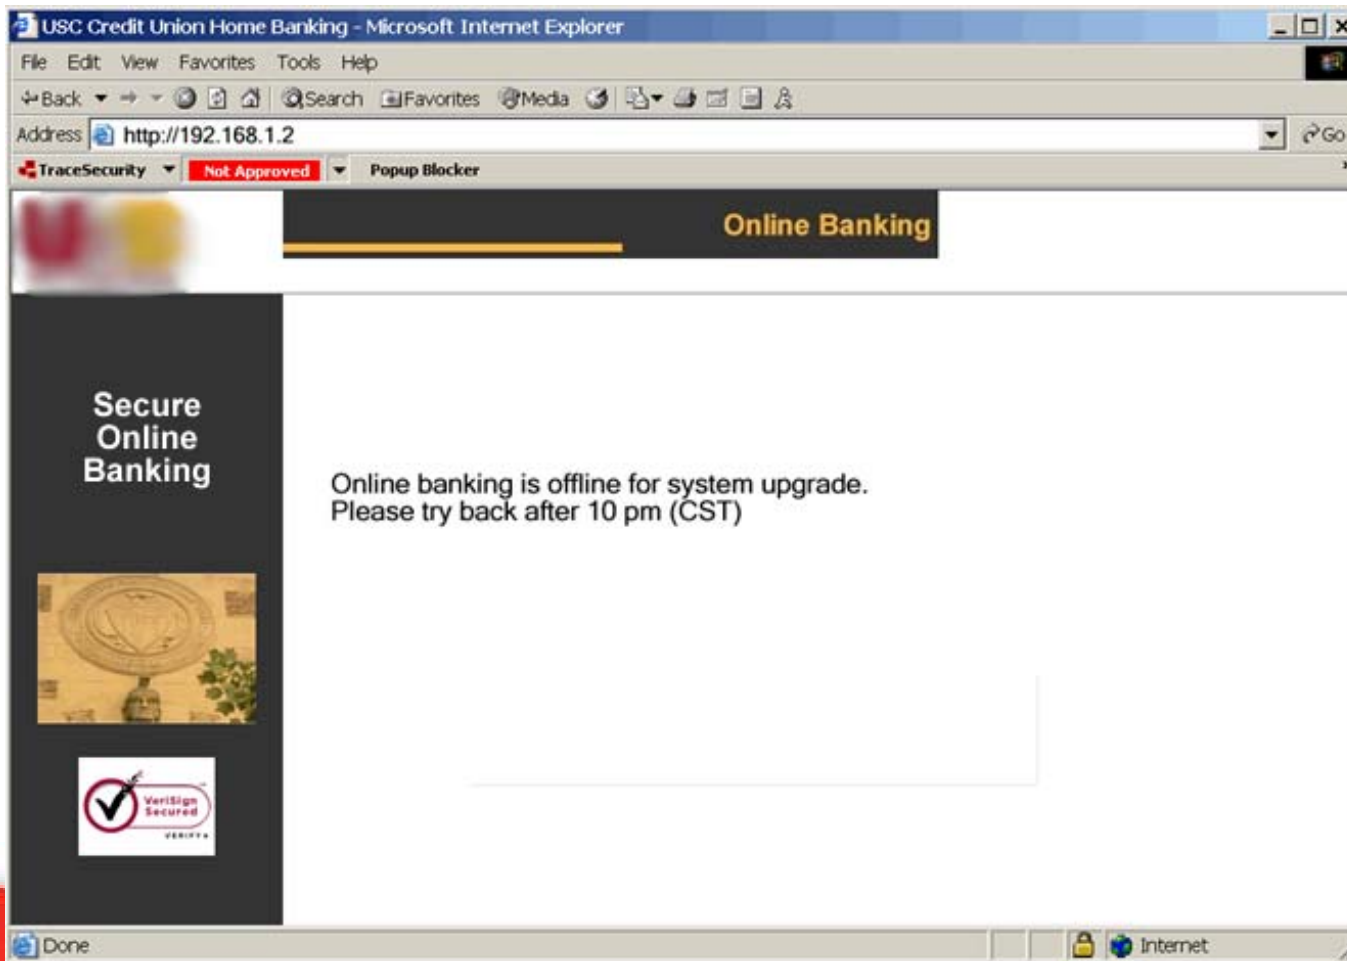 USC Credit Union Home Banking - Microsoft Internet Explorer
File Edit View Favorites Tools Help
Back Search Favorites Media
Address http://192.168.1.2 Go
TraceSecurity Not Approved Popup Blocker
Online Banking
Secure
Online
Banking
Online banking is offline for system upgrade.
Please try back after 10 pm (CST)
VeriSign
Secured
VERIFY
Done Internet